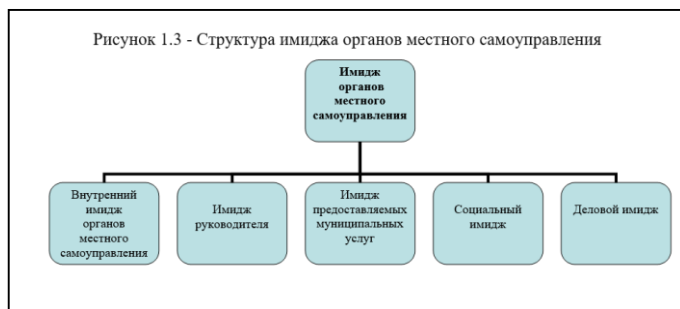 Рисунок 1.3 - Структура имиджа органов местного самоуправления
Имидж
органов
местного
самоуправления
Внутренний
имидж
органов
местного
самоуправления
Имидж
руководителя
Имидж
предоставляемых
муниципальных
услуг
Социальный
имидж
Деловой имидж